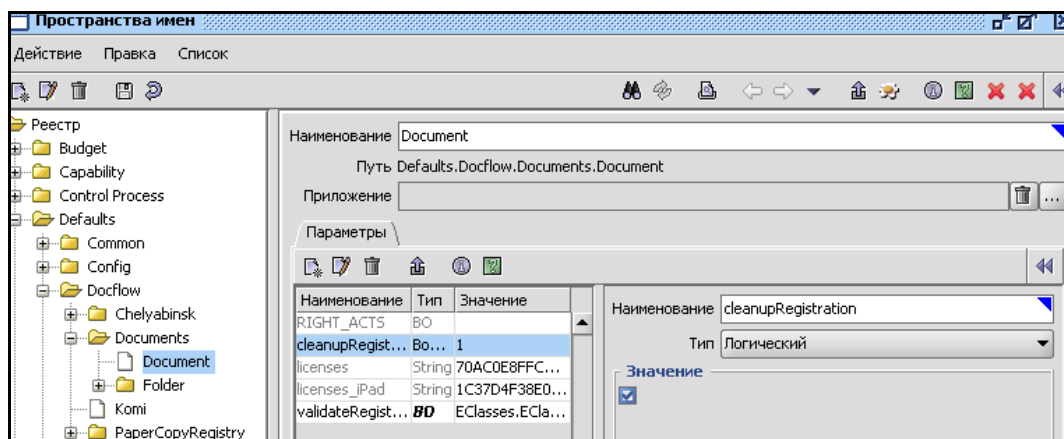 Пространства имен
Действие Правка Список
Реестр
Budget
Capability
Control Process
Defaults
Common
Config
Docflow
Chelyabinsk
Documents
Document
Folder
Komi
PaperCopyRegistry
Наименование Document
Путь Defaults.Docflow.Documents.Document
Приложение
...
Параметры
Наименование Тип Значение
RIGHT_ACTS BO
cleanupRegist... Bo... 1
licenses String 70AC0E8FFC...
licenses_iPad String 1C37D4F38E0...
validateRegist... BO EClasses.ECla...
Наименование cleanupRegistration
Тип Логический
Значение